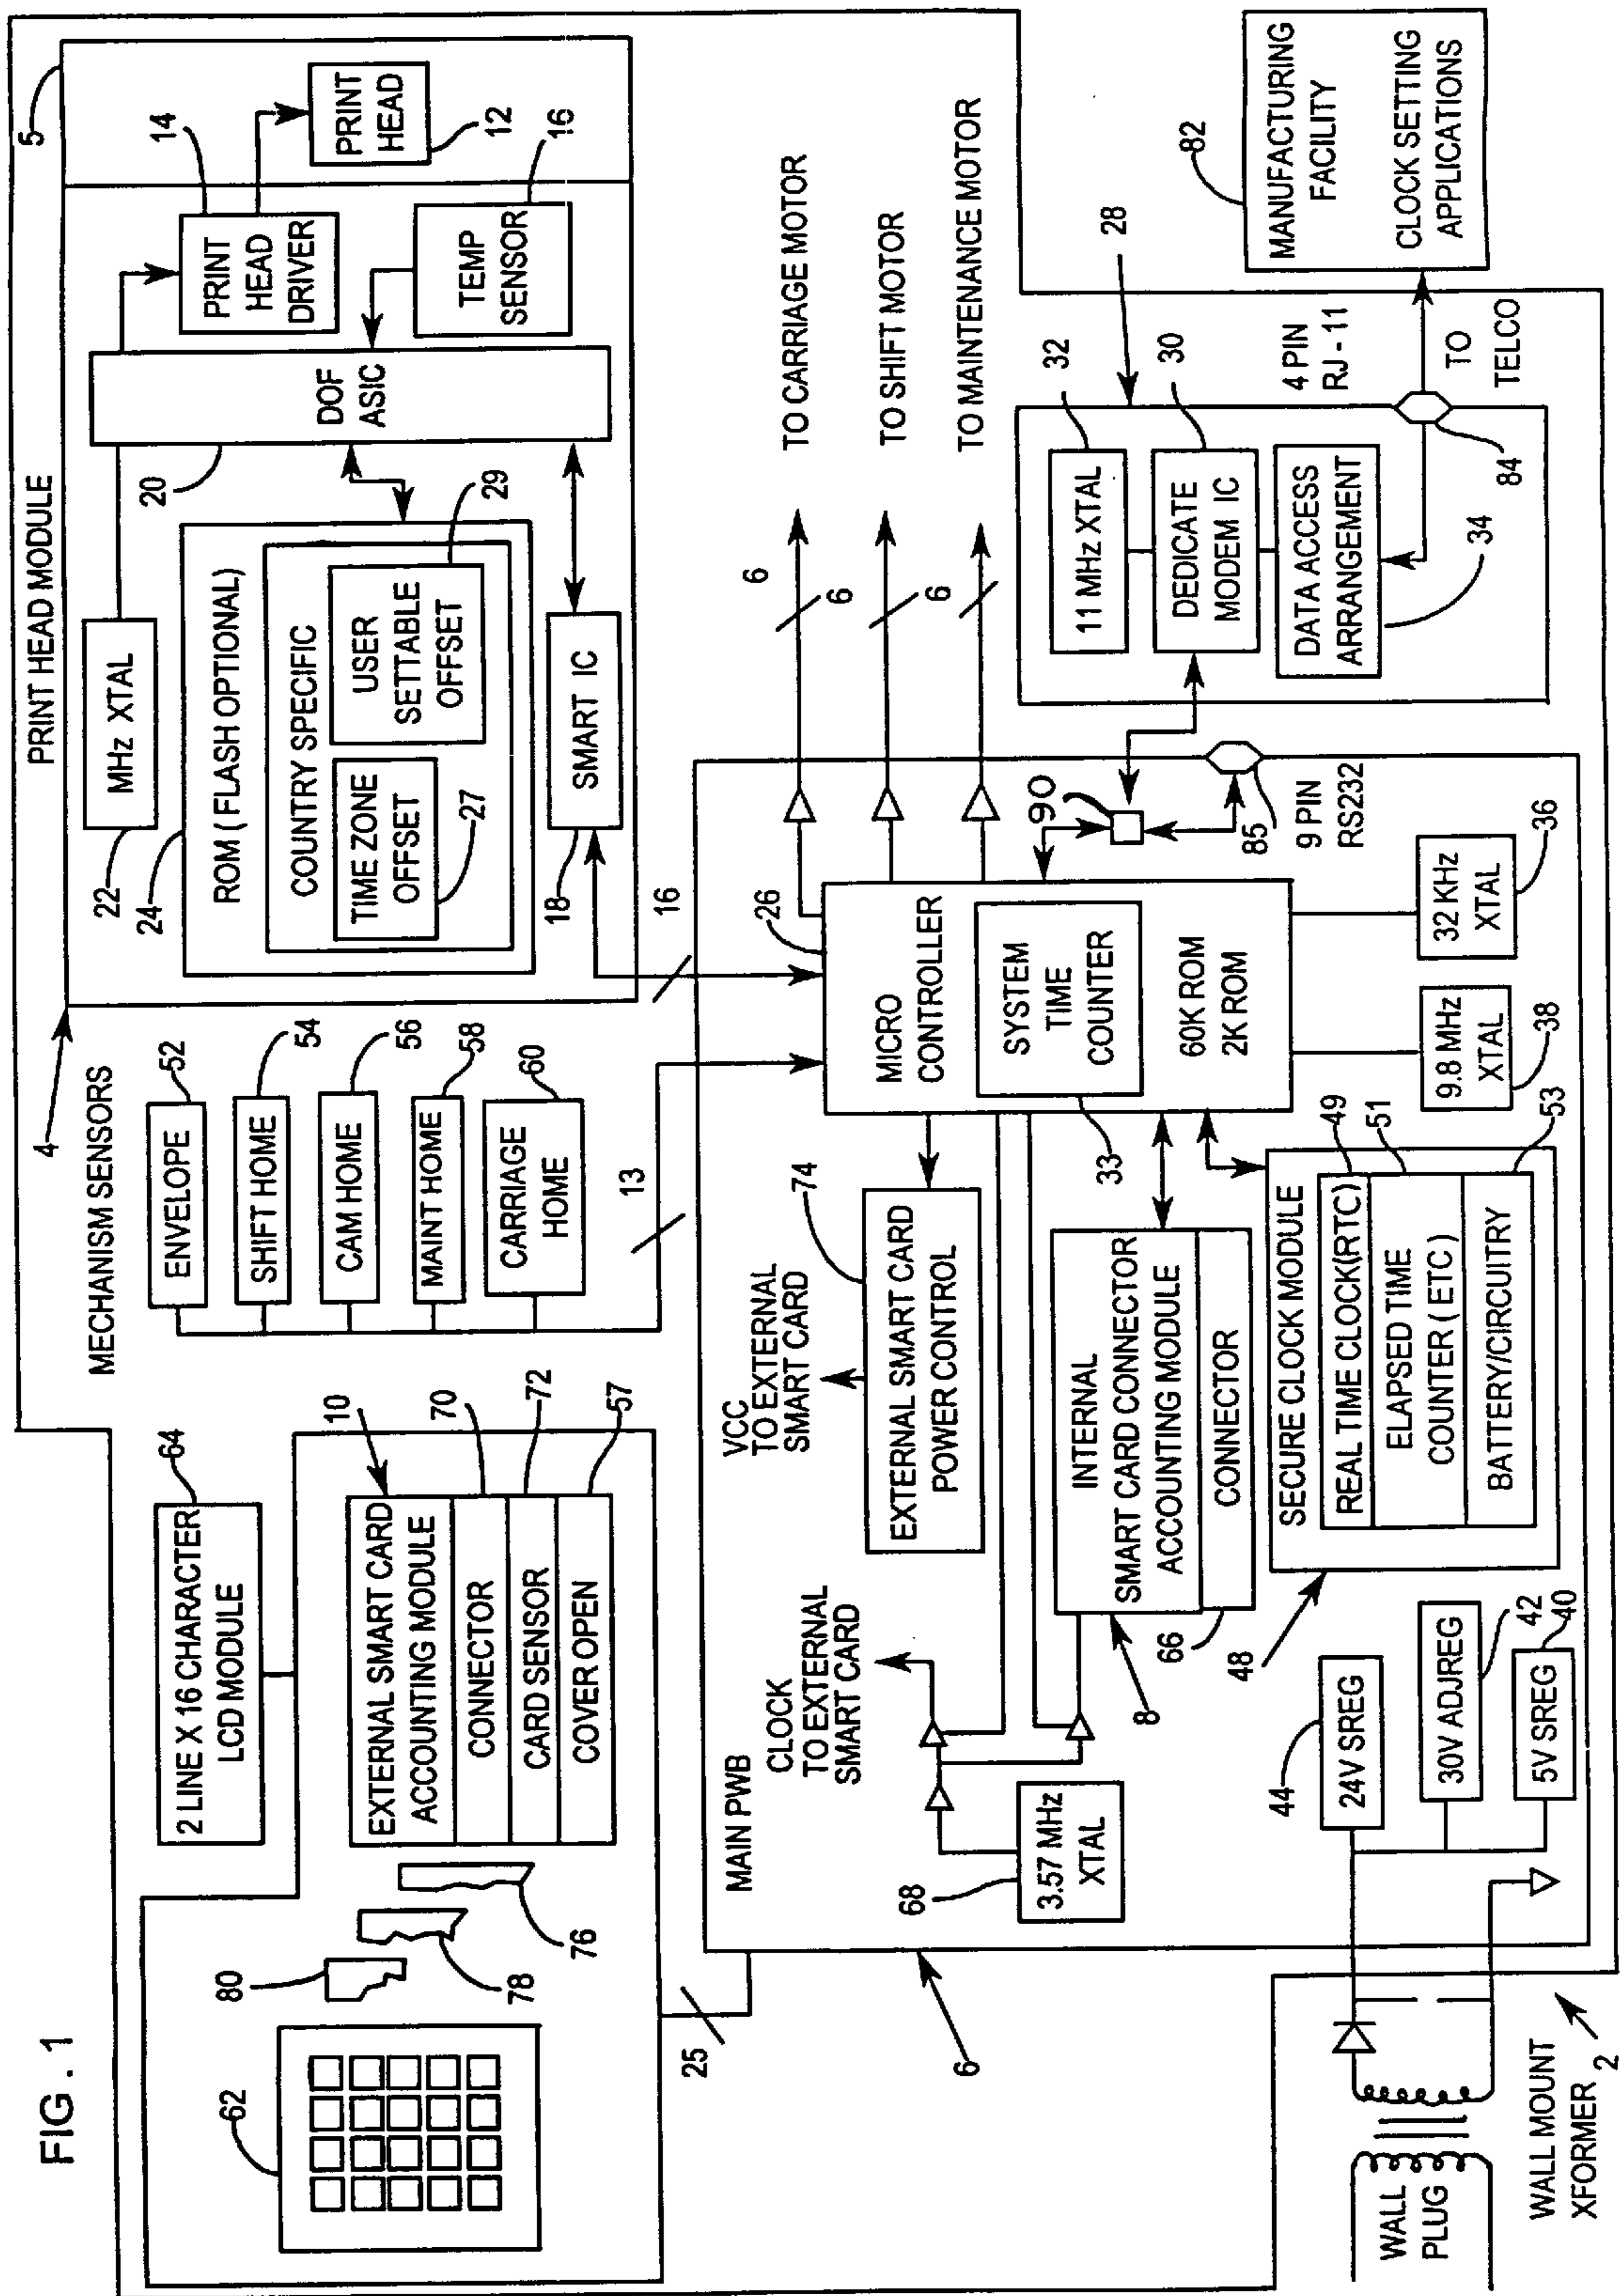 FIG. 1
PRINT HEAD MODULE
4
5
MHz XTAL
22
ROM ( FLASH OPTIONAL)
24
COUNTRY SPECIFIC
TIME ZONE
OFFSET
27
USER
SETTABLE
OFFSET
29
SMART IC
18
20
DOF
ASIC
PRINT
HEAD
DRIVER
14
TEMP
SENSOR
16
PRINT
HEAD
12
MECHANISM SENSORS
ENVELOPE
52
SHIFT HOME
54
CAM HOME
56
MAINT HOME
58
CARRIAGE
HOME
60
13
16
2 LINE X 16 CHARACTER
LCD MODULE
64
62
80
78
76
EXTERNAL SMART CARD
ACCOUNTING MODULE
10
CONNECTOR
70
CARD SENSOR
72
COVER OPEN
57
25
MAIN PWB
6
CLOCK
TO EXTERNAL
SMART CARD
VCC
TO EXTERNAL
SMART CARD
EXTERNAL SMART CARD
POWER CONTROL
74
3.57 MHz
XTAL
68
INTERNAL
SMART CARD CONNECTOR
ACCOUNTING MODULE
8
CONNECTOR
66
MICRO
CONTROLLER
26
SYSTEM
TIME
COUNTER
33
60K ROM
2K ROM
6
6
6
TO CARRIAGE MOTOR
TO SHIFT MOTOR
TO MAINTENANCE MOTOR
90
85
9 PIN
RS232
SECURE CLOCK MODULE
48
REAL TIME CLOCK(RTC)
49
ELAPSED TIME
COUNTER ( ETC )
51
BATTERY/CIRCUITRY
53
9.8 MHz
XTAL
38
32 KHz
XTAL
36
24V SREG
44
30V ADJREG
42
5V SREG
40
28
11 MHz XTAL
32
DEDICATE
MODEM IC
30
DATA ACCESS
ARRANGEMENT
34
4 PIN
RJ - 11
84
TO
TELCO
MANUFACTURING
FACILITY
CLOCK SETTING
APPLICATIONS
82
WALL
PLUG
WALL MOUNT
XFORMER
2